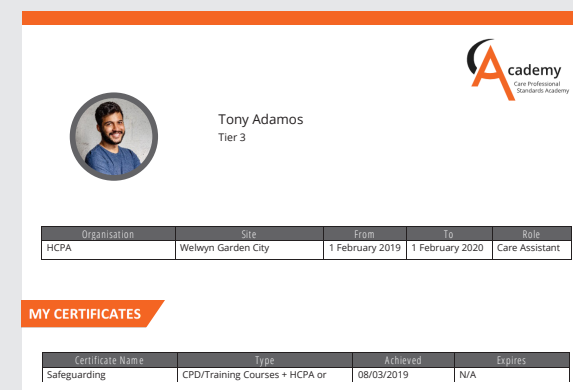 cademy
Care Professional
Standards Academy
Tony Adamos
Tier 3
Organisation Site From To Role
HCPA Welwyn Garden City 1 February 2019 1 February 2020 Care Assistant
MY CERTIFICATES
Certificate Name Type Achieved Expires
Safeguarding CPD/Training Courses + HCPA or 08/03/2019 N/A